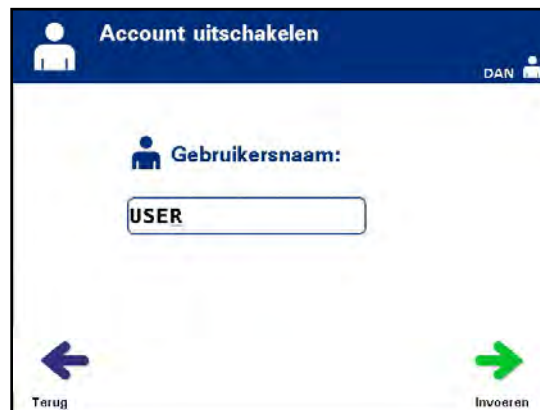 Account uitschakelen
DAN
Gebruikersnaam:
USER
Terug
Invoeren